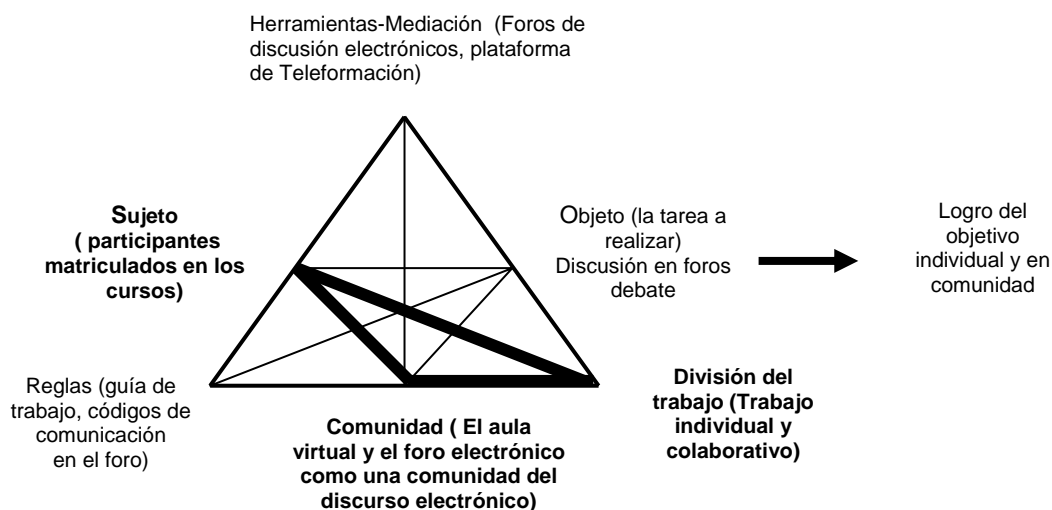 Herramientas-Mediación (Foros de
discusión electrónicos, plataforma
de Teleformación)
Sujeto
( participantes
matriculados en los
cursos)
Objeto (la tarea a
realizar)
Discusión en foros
debate
Logro del
objetivo
individual y en
comunidad
Reglas (guía de
trabajo, códigos de
comunicación
en el foro)
Comunidad ( El aula
virtual y el foro electrónico
como una comunidad del
discurso electrónico)
División del
trabajo (Trabajo
individual y
colaborativo)